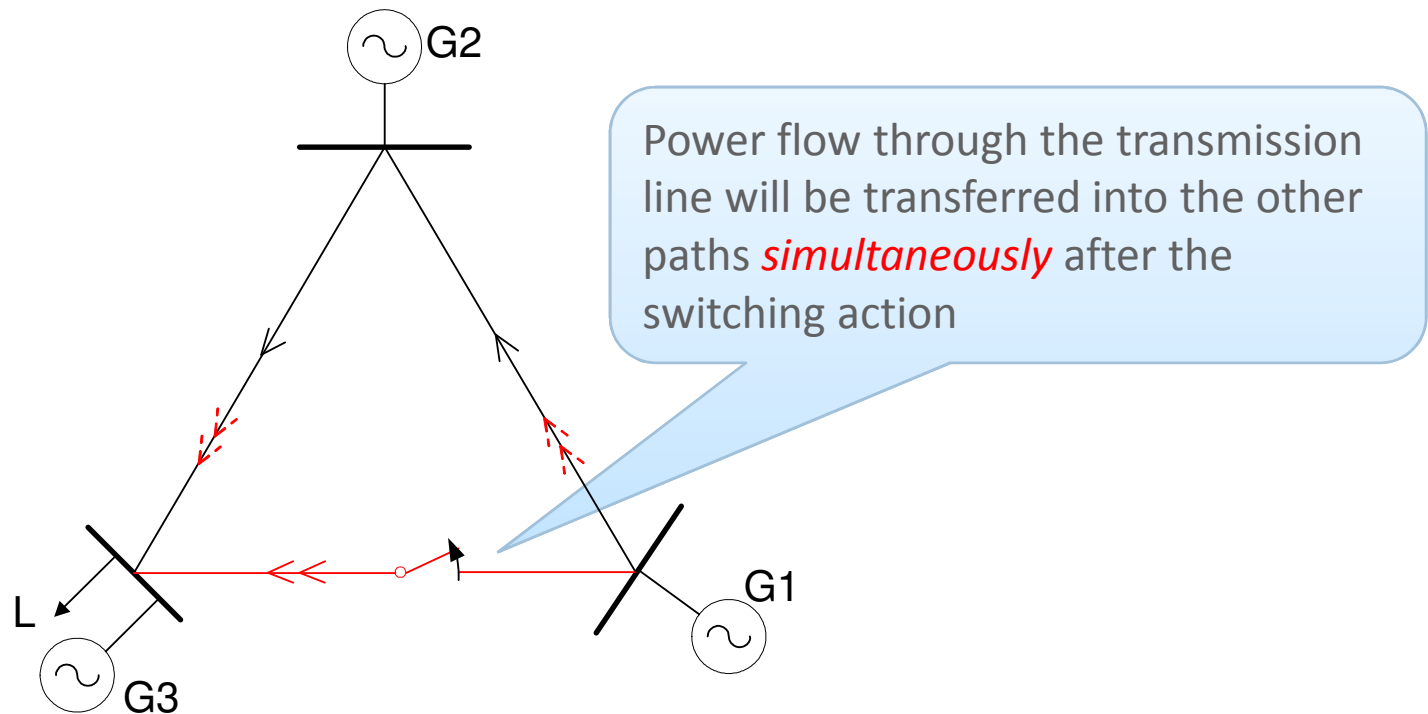 G2
Power flow through the transmission
line will be transferred into the other
paths simultaneously after the
switching action
G1
L
G3